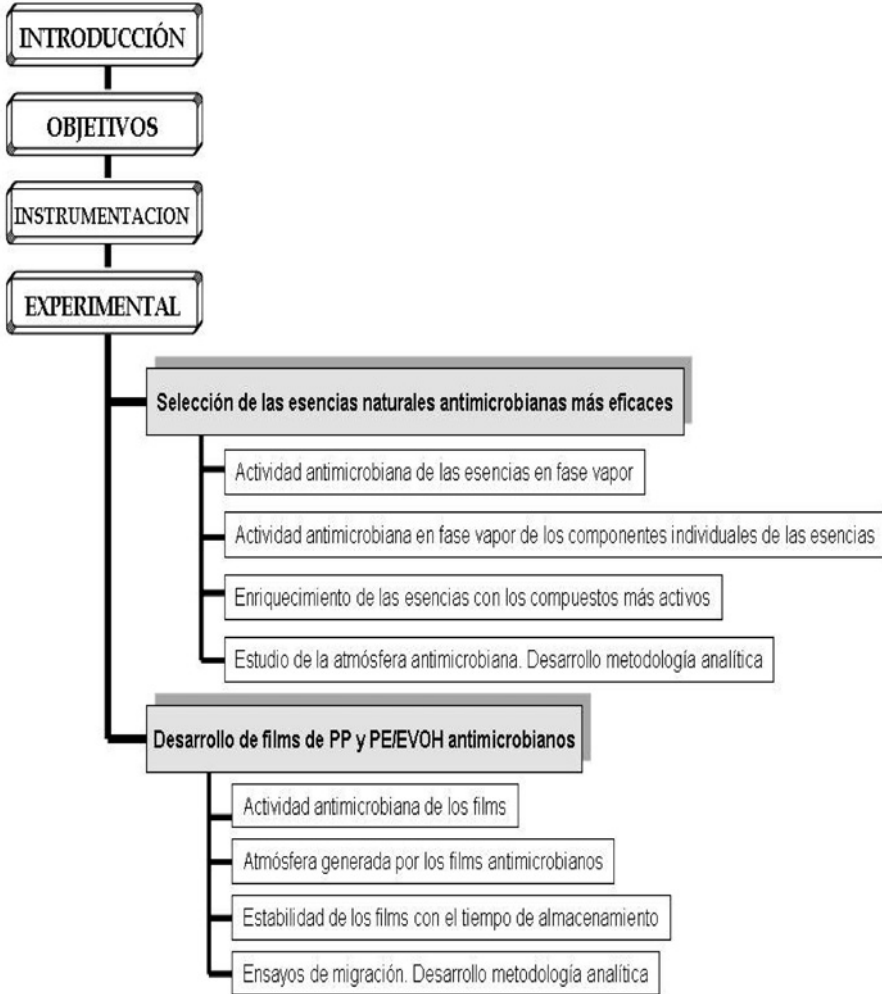 INTRODUCCIÓN
OBJETIVOS
INSTRUMENTACION
EXPERIMENTAL
Selección de las esencias naturales antimicrobianas más eficaces
Actividad antimicrobiana de las esencias en fase vapor
Actividad antimicrobiana en fase vapor de los componentes individuales de las esencias
Enriquecimiento de las esencias con los compuestos más activos
Estudio de la atmósfera antimicrobiana. Desarrollo metodología analítica
Desarrollo de films de PP y PE/EVOH antimicrobianos
Actividad antimicrobiana de los films
Atmósfera generada por los films antimicrobianos
Estabilidad de los films con el tiempo de almacenamiento
Ensayos de migración. Desarrollo metodología analítica